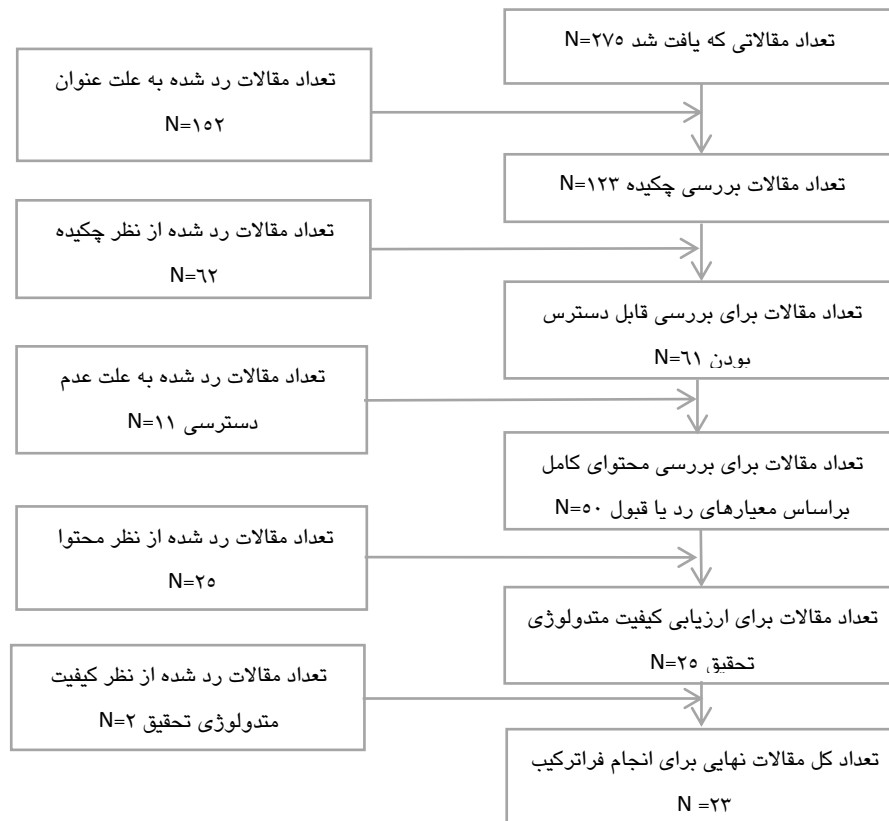 تعداد مقالاتی که یافت شد N=۲۷۵
تعداد مقالات رد شده به علت عنوان
N=۱۵۲
تعداد مقالات بررسی چکیده N=۱۲۳
تعداد مقالات رد شده از نظر چکیده
N=۶۲
تعداد مقالات برای بررسی قابل دسترس
بودن N=۶۱
تعداد مقالات رد شده به علت عدم
دسترسی N=۱۱
تعداد مقالات برای بررسی محتوای کامل
براساس معیارهای رد یا قبول N=۵۰
تعداد مقالات رد شده از نظر محتوا
N=۲۵
تعداد مقالات برای ارزیابی کیفیت متدولوژی
تحقیق N=۲۵
تعداد مقالات رد شده از نظر کیفیت
متدولوژی تحقیق N=۲
تعداد کل مقالات نهایی برای انجام فراترکیب
N =۲۳